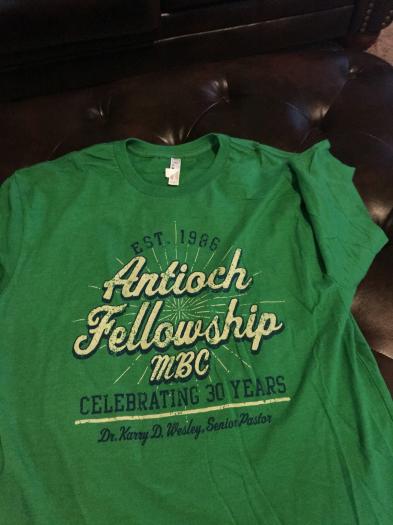 EST. 1986
Antioch
Fellowship
MBC
CELEBRATING 30 YEARS
Dr. Karry D. Wesley, Senior Pastor